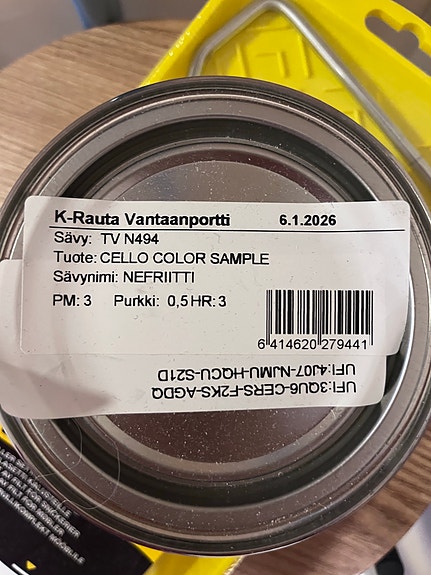 K-Rauta Vantaanportti 6.1.2026
Sävy: TV N494
Tuote: CELLO COLOR SAMPLE
Sävynimi: NEFRIITTI
PM: 3 Purkki: 0,5 HR: 3
6 414620 279441
UFI:4J07-NJMU-HQCU-S21D
UFI:3QU6-CERS-F2KS-AGDQ